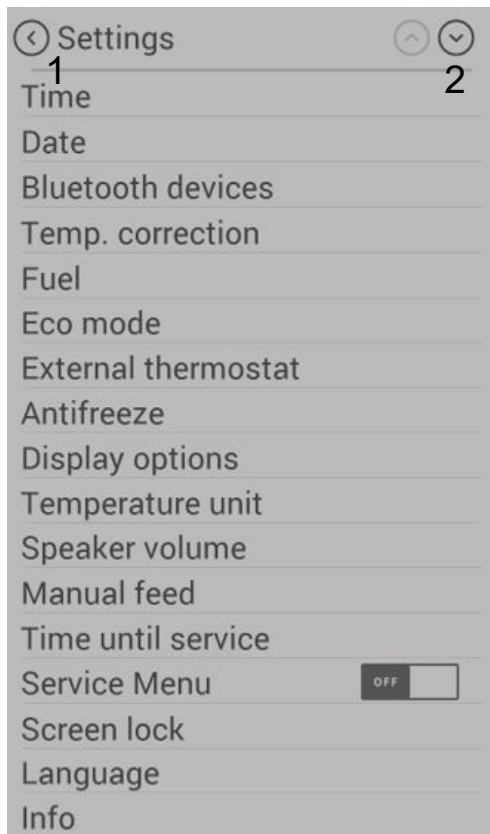 Settings
1
2
Time
Date
Bluetooth devices
Temp. correction
Fuel
Eco mode
External thermostat
Antifreeze
Display options
Temperature unit
Speaker volume
Manual feed
Time until service
Service Menu OFF
Screen lock
Language
Info